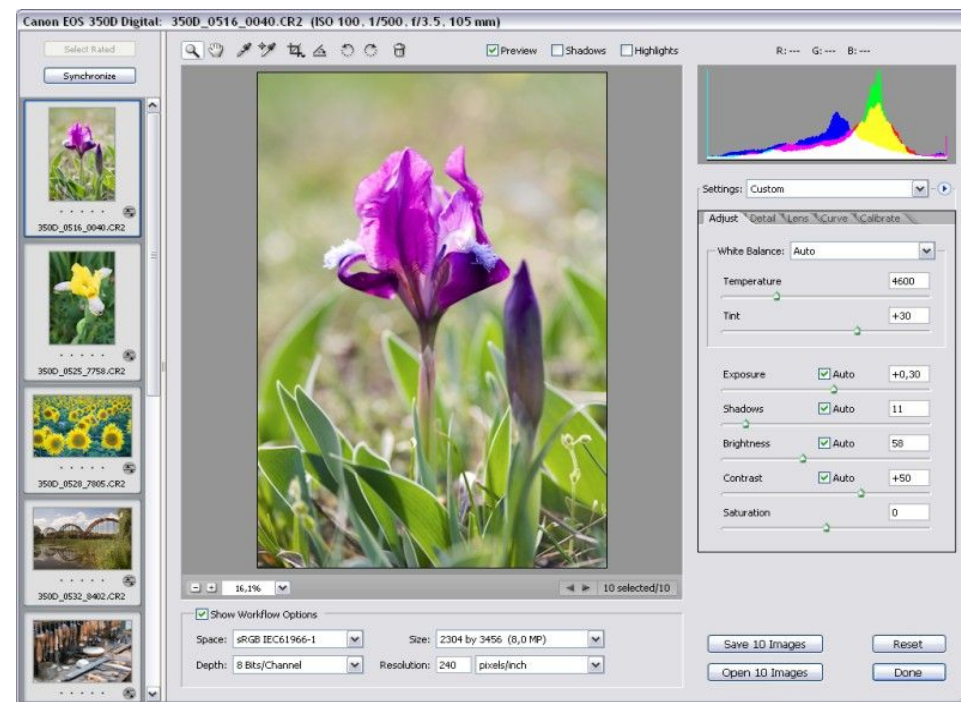 Canon EOS 350D Digital: 350D_0516_0040.CR2 (ISO 100, 1/500, f/3.5, 105 mm)
Select Rated
Synchronize
Preview Shadows Highlights
R: --- G: --- B: ---
350D_0516_0040.CR2
350D_0525_7758.CR2
350D_0528_7805.CR2
350D_0532_8402.CR2
16,1%
10 selected/10
Show Workflow Options
Space: sRGB IEC61966-1
Size: 2304 by 3456 (8,0 MP)
Depth: 8 Bits/Channel
Resolution: 240 pixels/inch
Settings: Custom
Adjust Detail Lens Curve Calibrate
White Balance: Auto
Temperature 4600
Tint +30
Exposure Auto +0,30
Shadows Auto 11
Brightness Auto 58
Contrast Auto +50
Saturation 0
Save 10 Images Reset
Open 10 Images Done